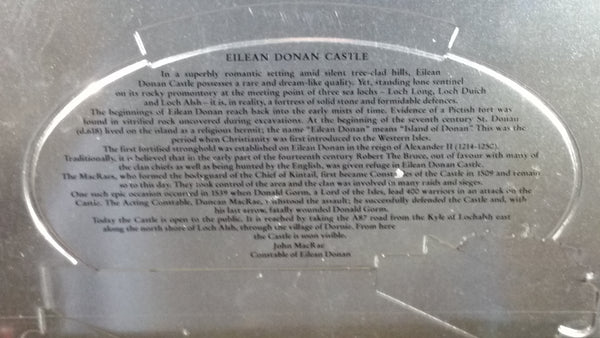 EILEAN DONAN CASTLE
In a superbly romantic setting amid silent tree-clad hills, Eilean
Donan Castle possesses a rare and dream-like quality. Yet, standing lone sentinel
on its rocky promontory at the meeting point of three sea lochs – Loch Long, Loch Duich
and Loch Alsh – it is, in reality, a fortress of solid stone and formidable defences.
The beginnings of Eilean Donan reach back into the early mists of time. Evidence of a Pictish fort was
found in vitrified rock uncovered during excavations. At the beginning of the seventh century St. Donan
(d.618) lived on the island as a religious hermit; the name "Eilean Donan" means "Island of Donan". This was the
period when Christianity was first introduced to the Western Isles.
The first fortified stronghold was established on Eilean Donan in the reign of Alexander II (1214-1250).
Traditionally, it is believed that in the early part of the fourteenth century Robert The Bruce, out of favour with many of
the clan chiefs as well as being hunted by the English, was given refuge in Eilean Donan Castle.
The MacRaes, who formed the bodyguard of the Chief of Kintail, first became Constables of the Castle in 1509 and remain
so to this day. They took control of the area and the clan was involved in many raids and sieges.
One such epic occasion occurred in 1539 when Donald Gorm, a Lord of the Isles, lead 400 warriors in an attack on the
Castle. The Acting Constable, Duncan MacRae, withstood the assault; he successfully defended the Castle and, with
his last arrow, fatally wounded Donald Gorm.
Today the Castle is open to the public. It is reached by taking the A87 road from the Kyle of Lochalsh east
along the north shore of Loch Alsh, through the village of Dornie. From here
the Castle is soon visible.
John MacRae
Constable of Eilean Donan